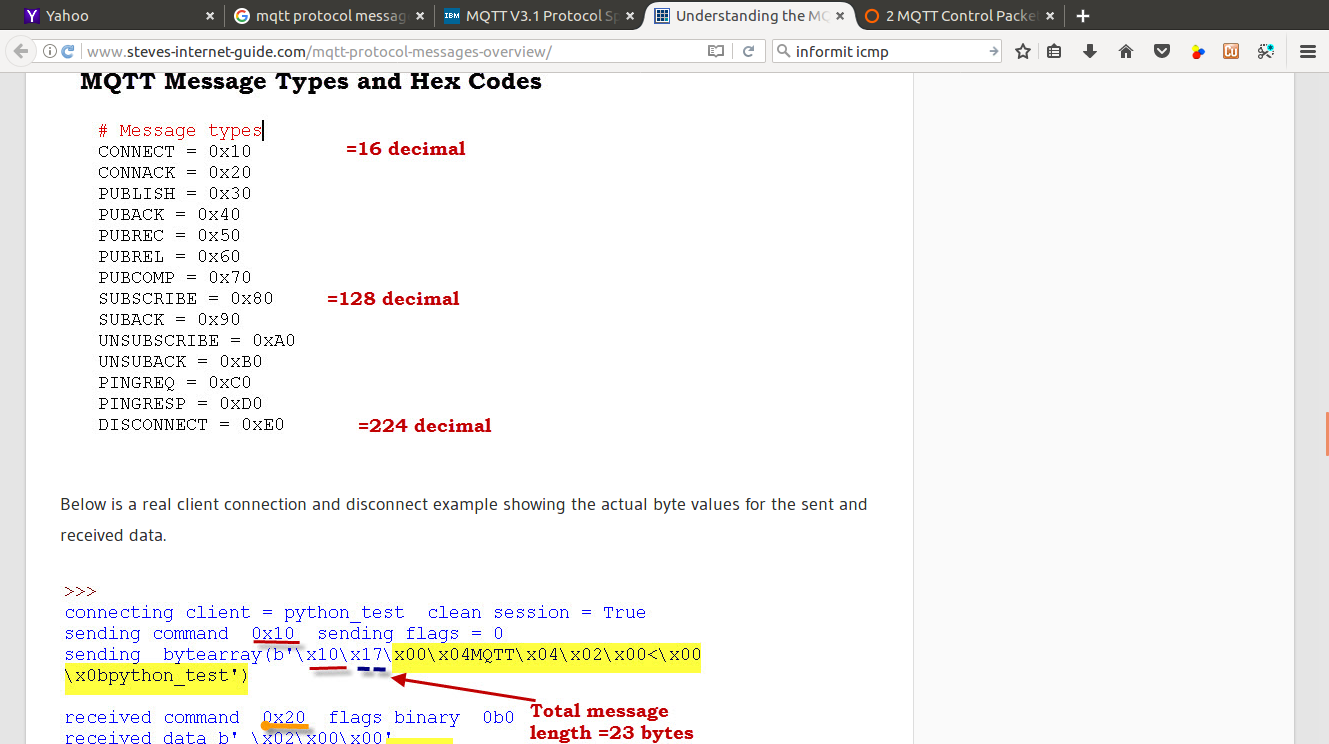 Yahoo
mqtt protocol messag
MQTT V3.1 Protocol Sp
Understanding the MQ
2 MQTT Control Packet
www.steves-internet-guide.com/mqtt-protocol-messages-overview/
informit icmp
MQTT Message Types and Hex Codes
# Message types
CONNECT = 0x10 =16 decimal
CONNACK = 0x20
PUBLISH = 0x30
PUBACK = 0x40
PUBREC = 0x50
PUBREL = 0x60
PUBCOMP = 0x70
SUBSCRIBE = 0x80 =128 decimal
SUBACK = 0x90
UNSUBSCRIBE = 0xA0
UNSUBACK = 0xB0
PINGREQ = 0xC0
PINGRESP = 0xD0
DISCONNECT = 0xE0 =224 decimal
Below is a real client connection and disconnect example showing the actual byte values for the sent and
received data.
>>>
connecting client = python_test clean session = True
sending command 0x10 sending flags = 0
sending bytearray(b'\x10\x17\x00\x04MQTT\x04\x02\x00<\x00
\x0bpython_test')
received command 0x20 flags binary 0b0
received data b' \x02\x00\x00'
Total message
length =23 bytes